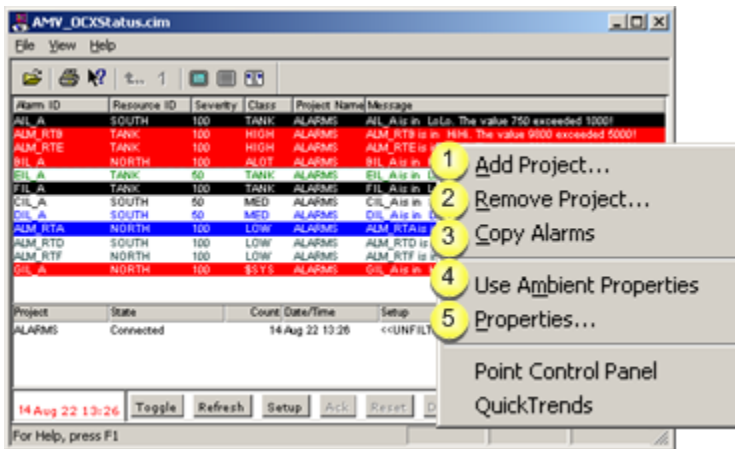 AMV_OCXStatus.cim
File View Help
Alarm ID Resource ID Severity Class Project Name Message
AIL_A SOUTH 100 TANK ALARMS AIL_A is in LoLo. The value 750 exceeded 1000!
ALM_RTB TANK 100 HIGH ALARMS ALM_RTB is in HiHi. The value 9800 exceeded 5000!
ALM_RTE TANK 100 HIGH ALARMS ALM_RTE is in
BIL_A NORTH 100 ALOT ALARMS BIL_A is in
EIL_A TANK 50 TANK ALARMS EIL_A is in
FIL_A TANK 100 TANK ALARMS FIL_A is in
CIL_A SOUTH 50 MED ALARMS CIL_A is in
DIL_A SOUTH 50 MED ALARMS DIL_A is in
ALM_RTA NORTH 100 LOW ALARMS ALM_RTA is
ALM_RTD SOUTH 100 LOW ALARMS ALM_RTD is
ALM_RTF NORTH 100 LOW ALARMS ALM_RTF is
GIL_A NORTH 100 $SYS ALARMS GIL_A is in
1 Add Project...
2 Remove Project...
3 Copy Alarms
4 Use Ambient Properties
5 Properties...
Point Control Panel
QuickTrends
Project State Count Date/Time Setup
ALARMS Connected 14 Aug 22 13:26 <<UNFILT
14 Aug 22 13:26 Toggle Refresh Setup Ack Reset D
For Help, press F1